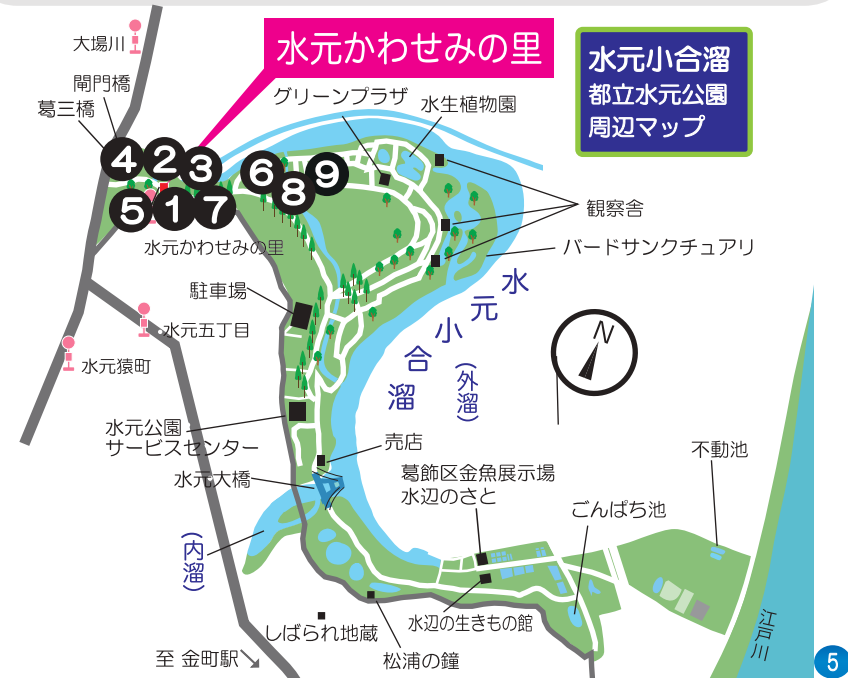 大場川
閘門橋
葛三橋
水元かわせみの里
水元小合溜
都立水元公園
周辺マップ
グリーンプラザ
水生植物園
4
2
3
6
8
9
5
1
7
観察舎
バードサンクチュアリ
水元かわせみの里
駐車場
水元五丁目
水元猿町
水元小合溜
(外溜)
N
水元公園
サービスセンター
水元大橋
売店
葛飾区金魚展示場
水辺のさと
不動池
ごんぱち池
(内溜)
しばられ地蔵
水辺の生きもの館
松浦の鐘
至 金町駅
江戸川
5